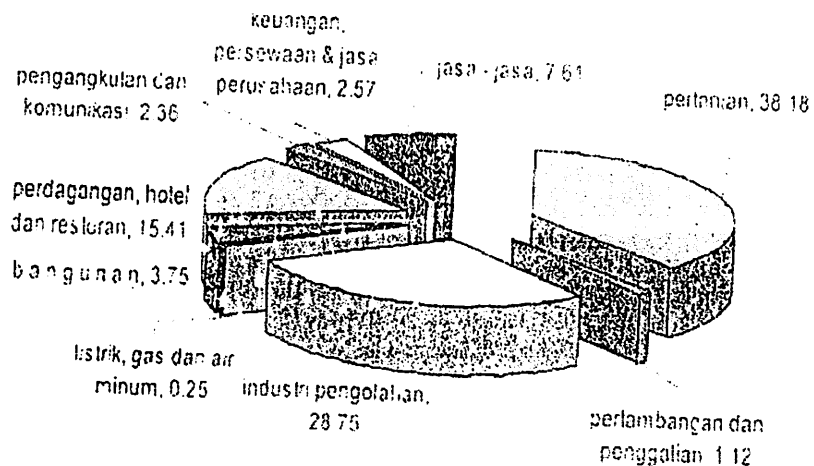 keuangan,
persewaan & jasa
perusahaan, 2.57
jasa - jasa, 7.61
pertanian, 38.18
pengangkutan dan
komunikasi 2.36
perdagangan, hotel
dan restoran, 15.41
b a n g u n a n, 3.75
listrik, gas dan air
minum, 0.25
industri pengolahan,
28.75
pertambangan dan
penggalian 1.12